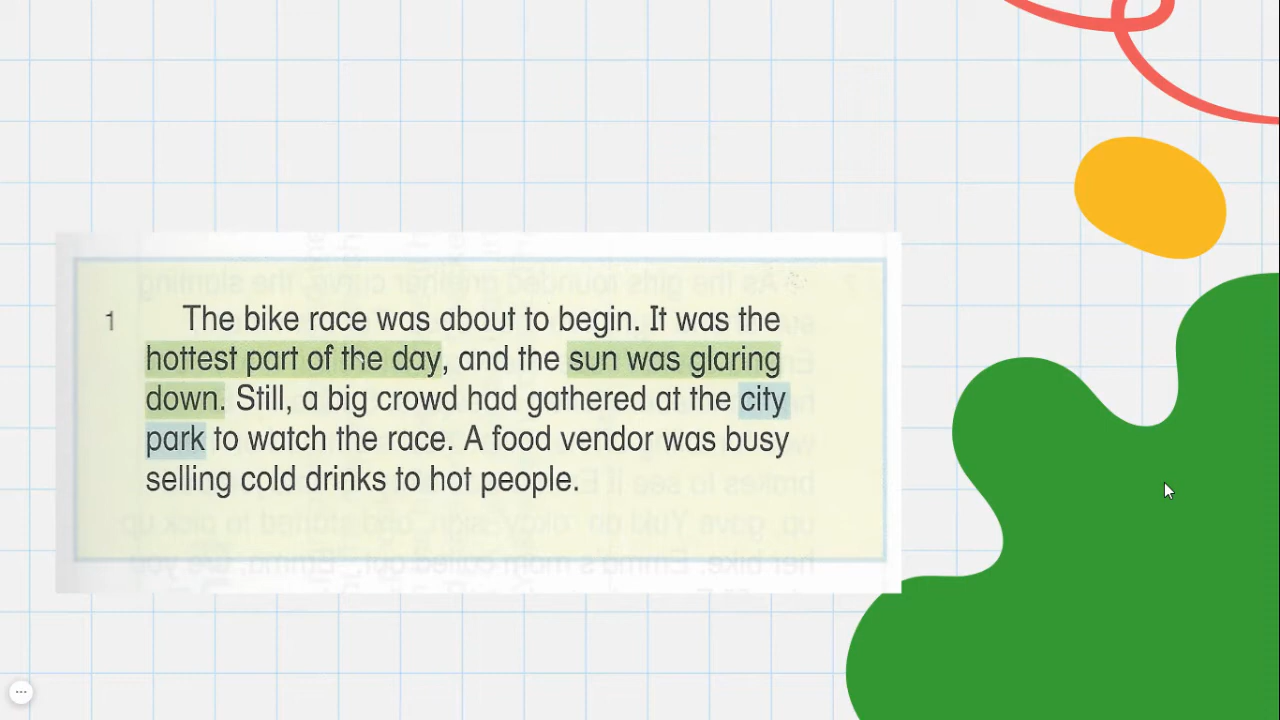 1 The bike race was about to begin. It was the
hottest part of the day, and the sun was glaring
down. Still, a big crowd had gathered at the city
park to watch the race. A food vendor was busy
selling cold drinks to hot people.